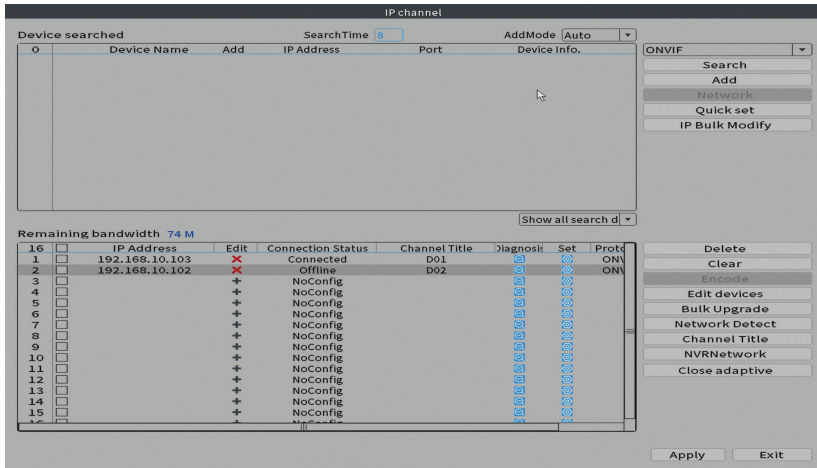 IP channel
Device searched SearchTime 8 AddMode Auto
0 Device Name Add IP Address Port Device Info.
ONVIF
Search
Add
Network
Quick set
IP Bulk Modify
Show all search d
Remaining bandwidth 74 M
16 IP Address Edit Connection Status Channel Title Diagnosis Set Proto
1 192.168.10.103 Connected D01 ONV
2 192.168.10.102 Offline D02 ONV
3 NoConfig
4 NoConfig
5 NoConfig
6 NoConfig
7 NoConfig
8 NoConfig
9 NoConfig
10 NoConfig
11 NoConfig
12 NoConfig
13 NoConfig
14 NoConfig
15 NoConfig
16 NoConfig
Delete
Clear
Encode
Edit devices
Bulk Upgrade
Network Detect
Channel Title
NVRNetwork
Close adaptive
Apply Exit